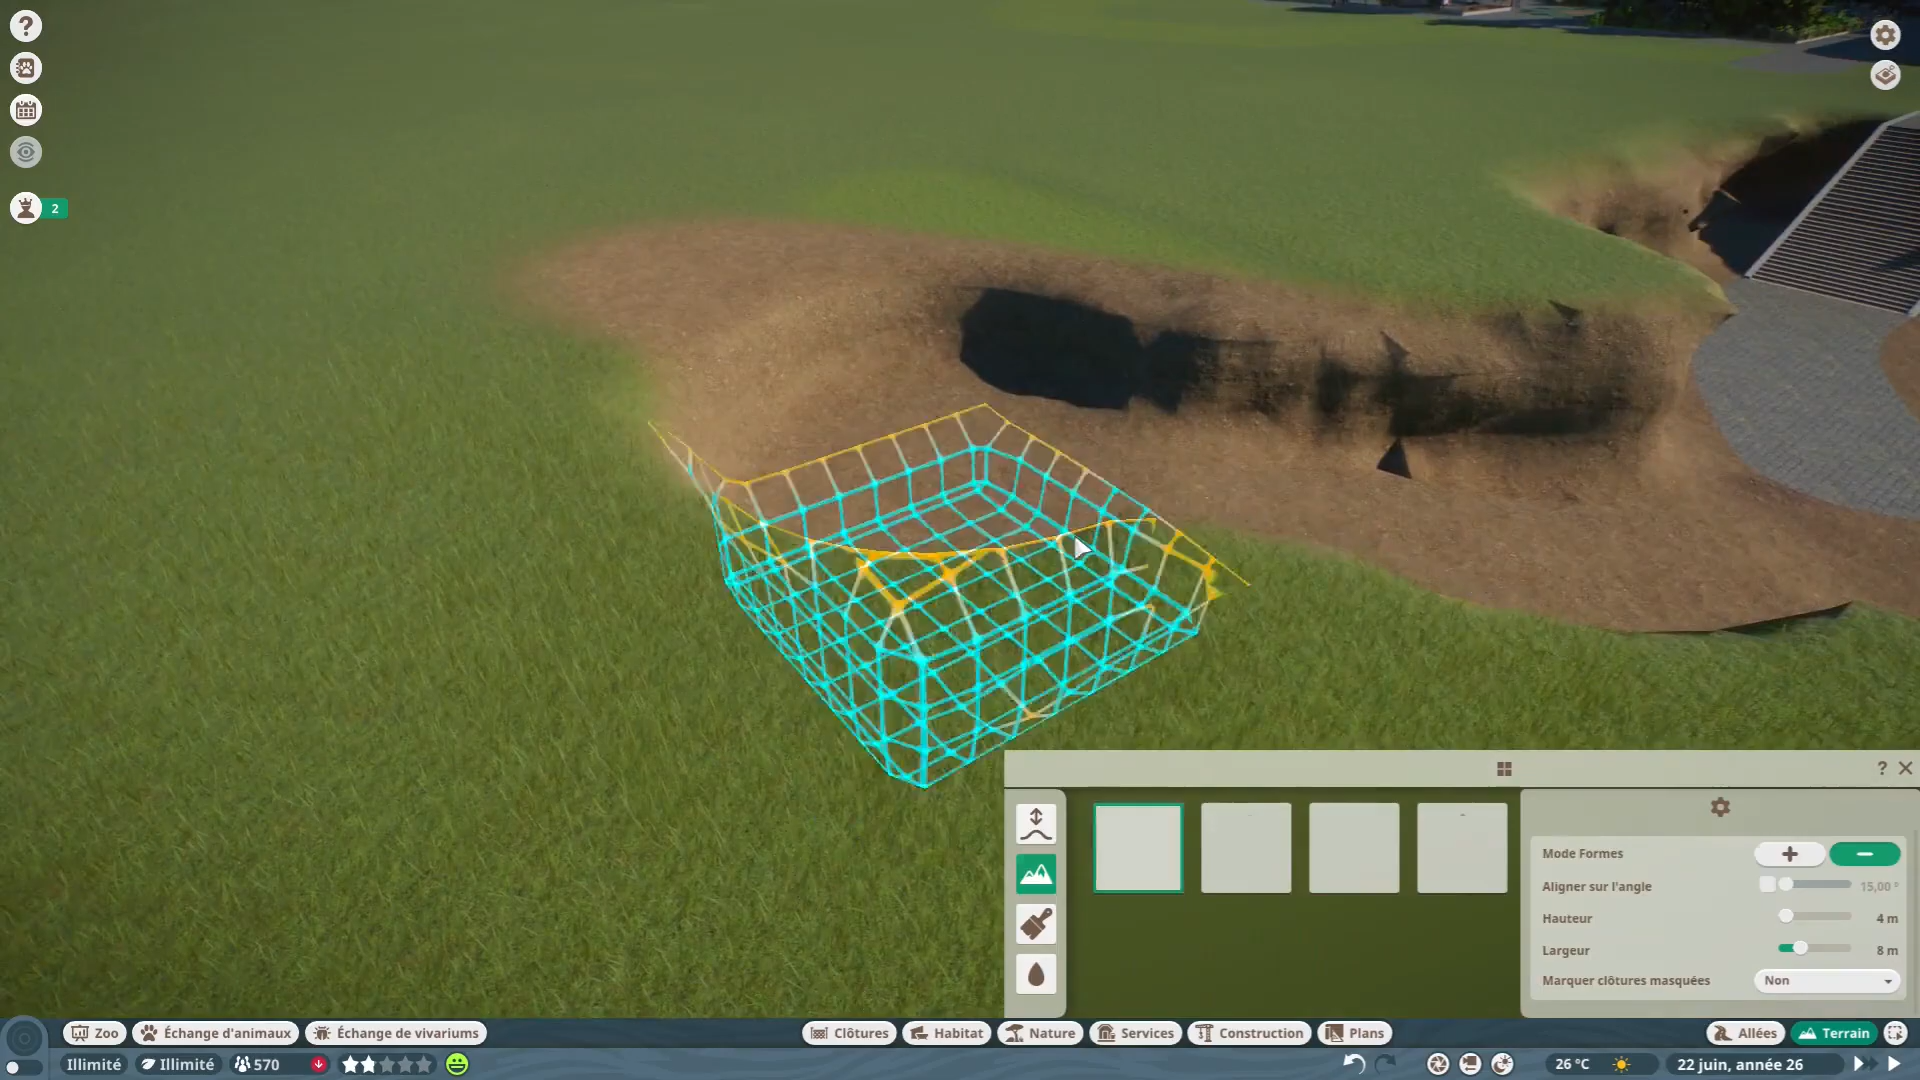 ?
2
? ×
Mode Formes + −
Aligner sur l'angle 15,00 °
Hauteur 4 m
Largeur 8 m
Marquer clôtures masquées Non
Zoo Échange d'animaux Échange de vivariums Clôtures Habitat Nature Services Construction Plans Allées Terrain
Illimité Illimité 570 26 °C 22 juin, année 26